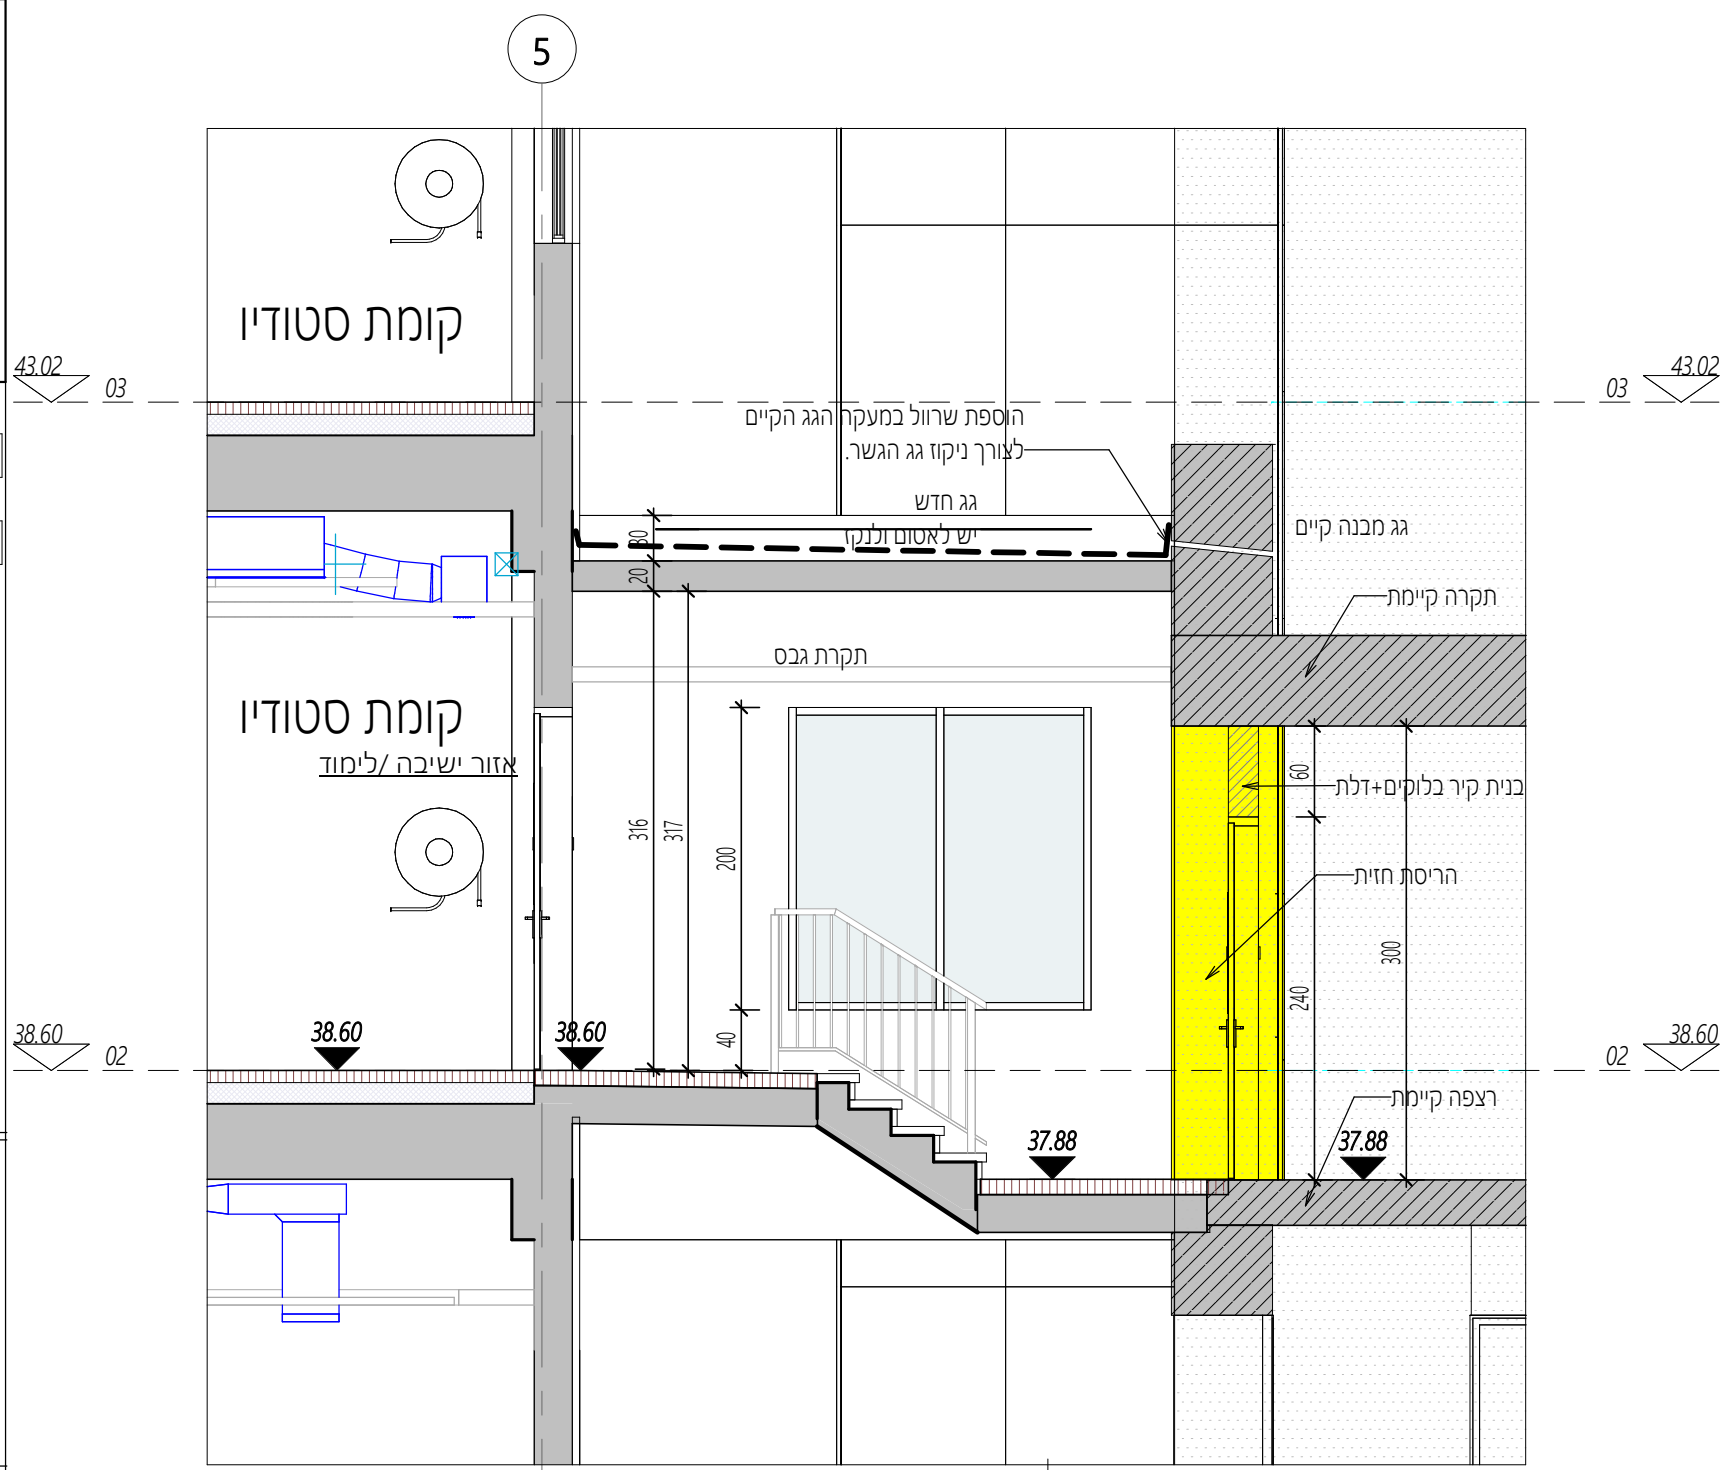 5
קומת סטודיו
43.02
03
03
43.02
הוספת שרוול במעקה הגג הקיים
לצורך ניקוז גג הגשר.
גג חדש
יש לאטום ולנקז
גג מבנה קיים
30
20
תקרה קיימת
תקרת גבס
קומת סטודיו
אזור ישיבה /לימוד
60
בנית קיר בלוקים+דלת
316
317
200
הריסת חזית
300
240
40
38.60
02
38.60
38.60
02
38.60
רצפה קיימת
37.88
37.88